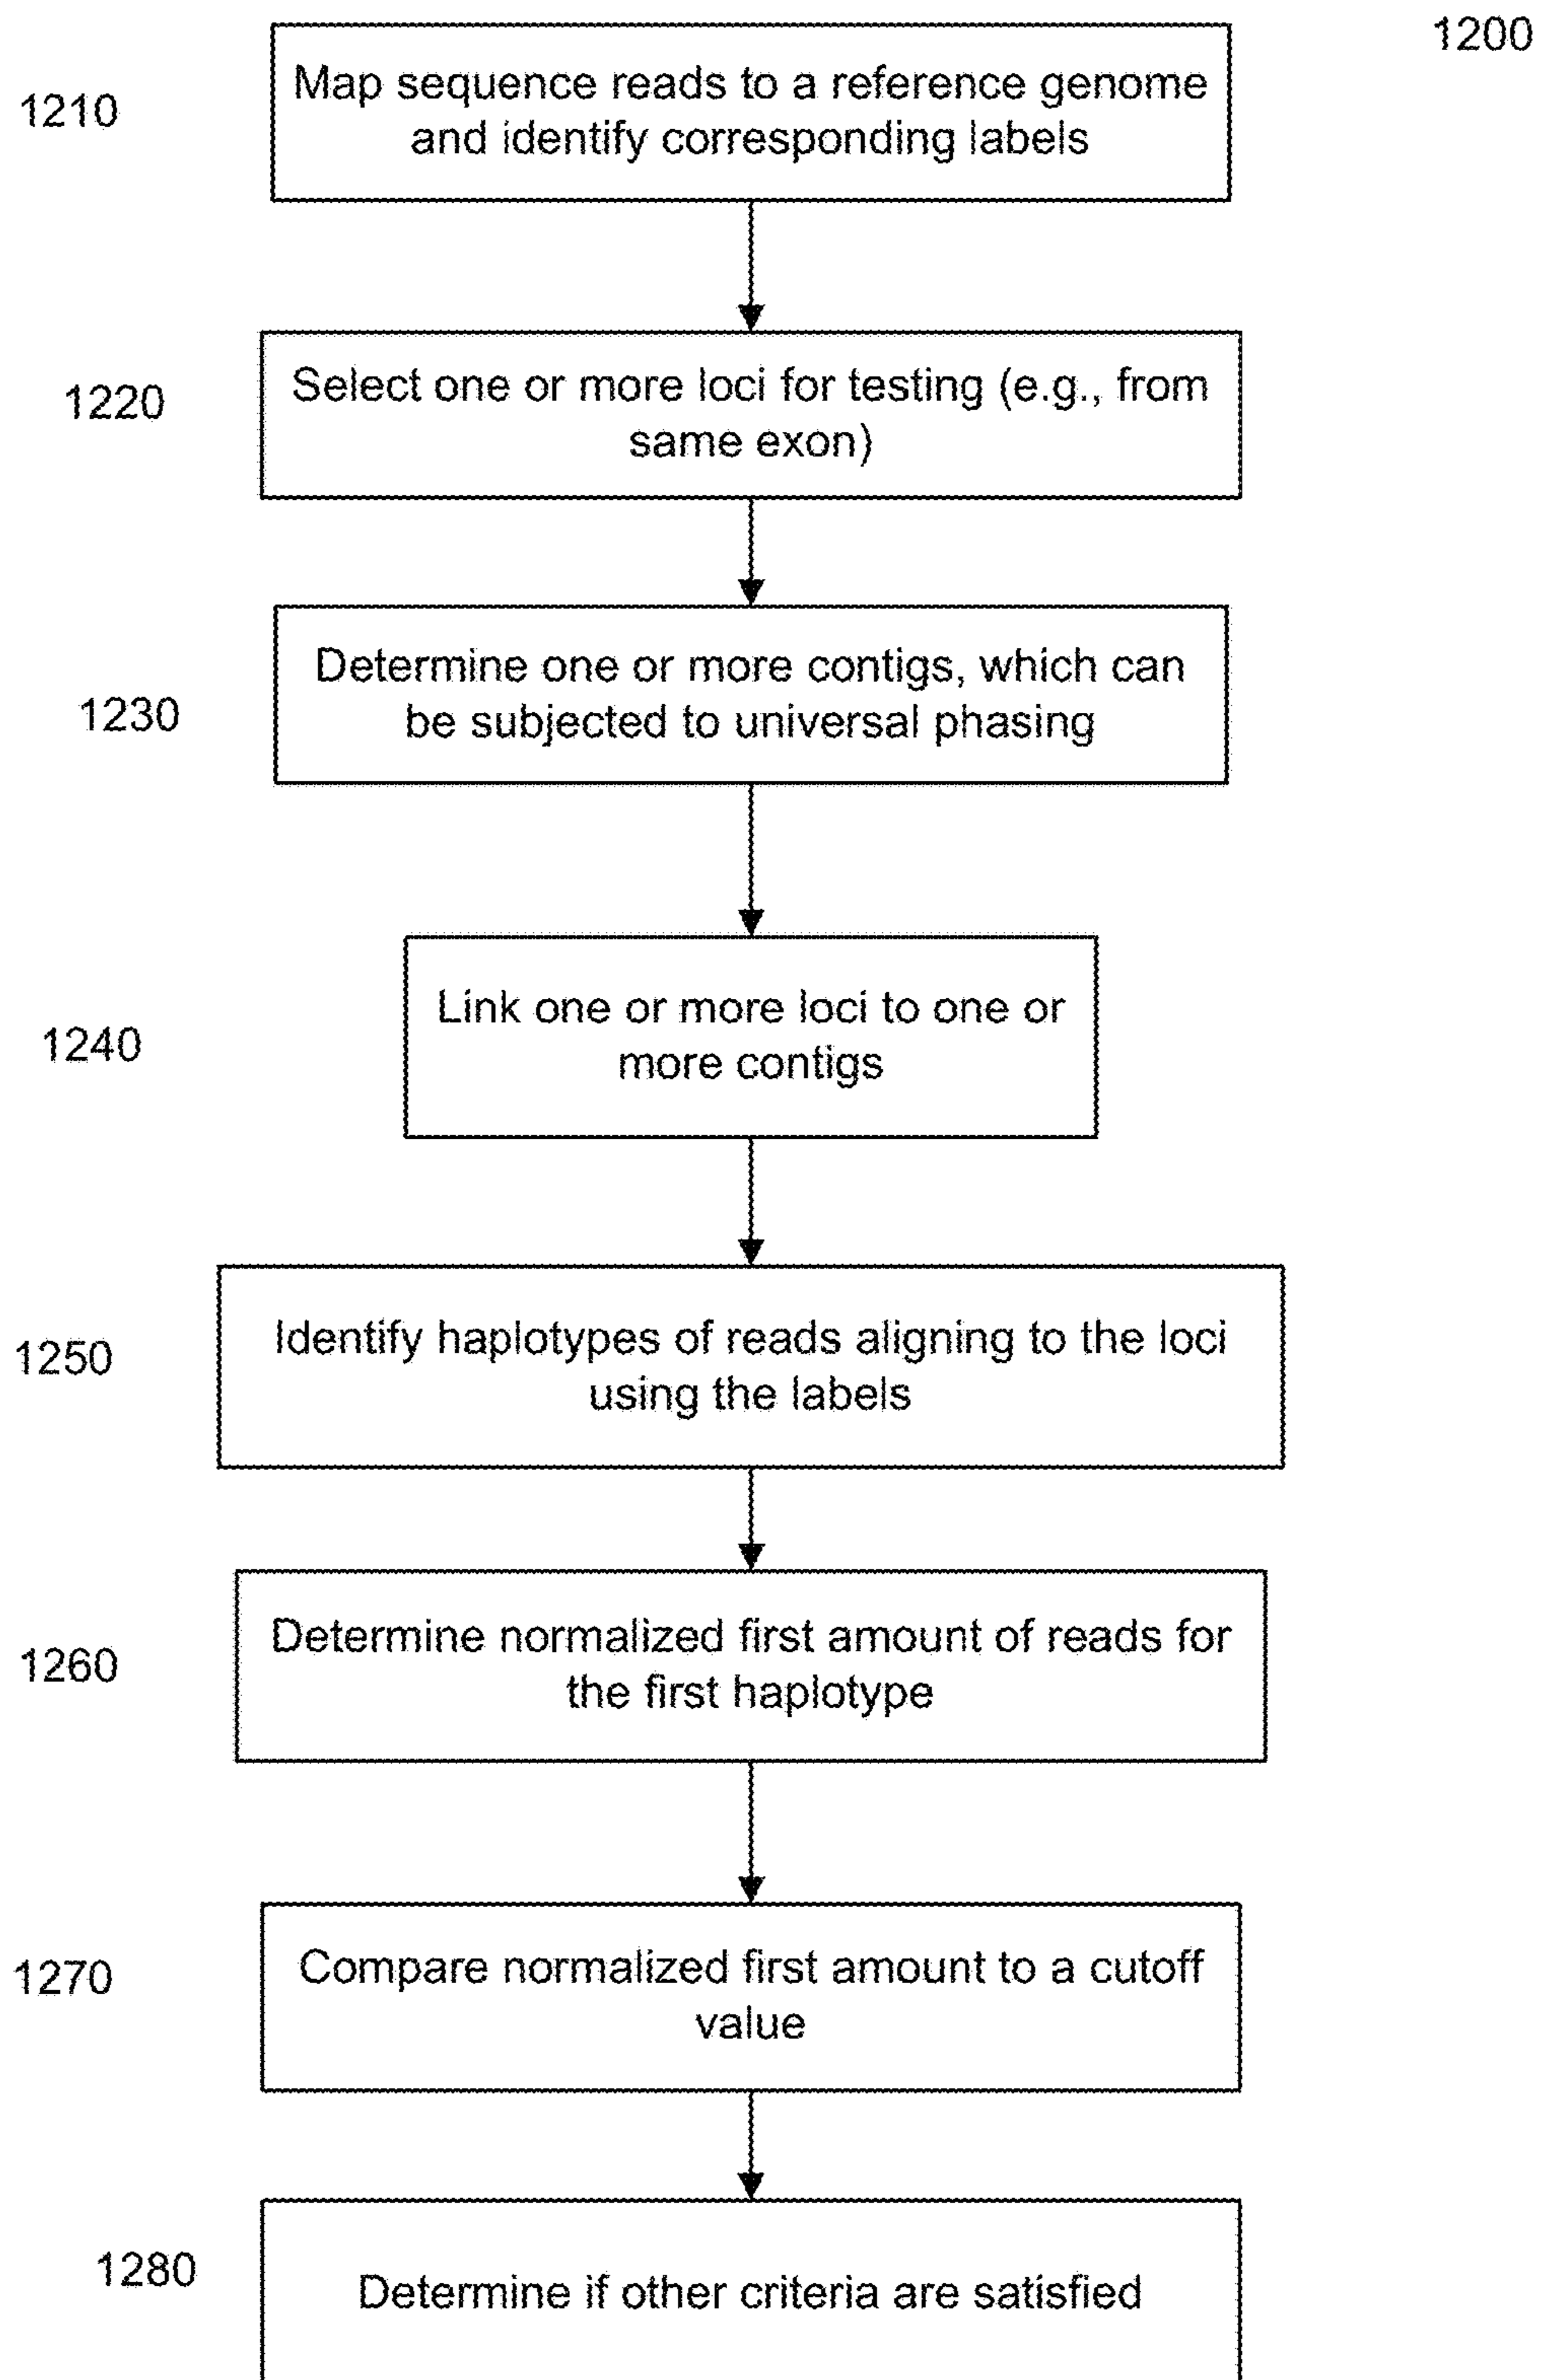 1200
1210
Map sequence reads to a reference genome
and identify corresponding labels
1220
Select one or more loci for testing (e.g., from
same exon)
1230
Determine one or more contigs, which can
be subjected to universal phasing
1240
Link one or more loci to one or
more contigs
1250
Identify haplotypes of reads aligning to the loci
using the labels
1260
Determine normalized first amount of reads for
the first haplotype
1270
Compare normalized first amount to a cutoff
value
1280
Determine if other criteria are satisfied